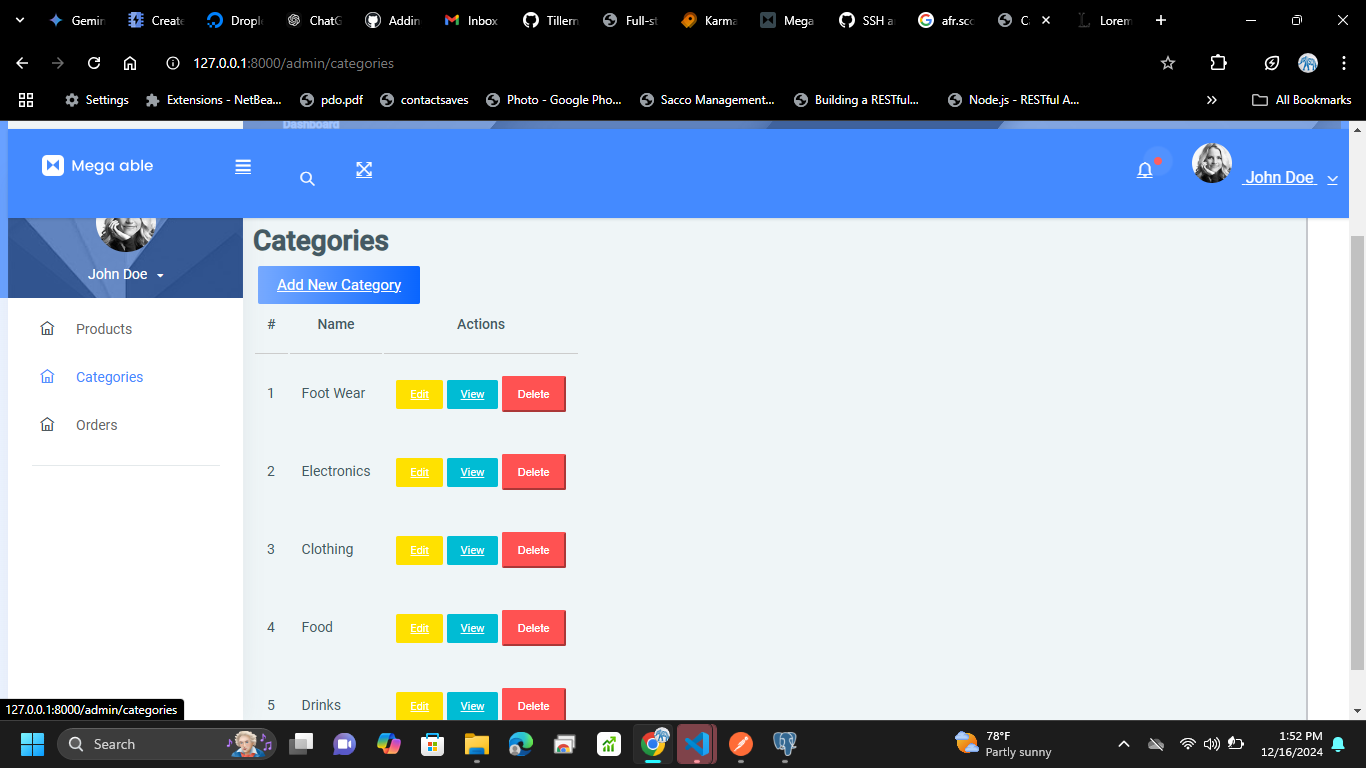 Gemin
Create
Drople
ChatG
Addin
Inbox
Tillern
Full-st
Karma
Mega
SSH a
afr.scc
C
Lorem
127.0.0.1:8000/admin/categories
Settings
Extensions - NetBea...
pdo.pdf
contactsaves
Photo - Google Pho...
Sacco Management...
Building a RESTful...
Node.js - RESTful A...
All Bookmarks
Dashboard
Mega able
John Doe
Categories
John Doe
Add New Category
# Name Actions
Products
Categories
Orders
1 Foot Wear Edit View Delete
2 Electronics Edit View Delete
3 Clothing Edit View Delete
4 Food Edit View Delete
5 Drinks Edit View Delete
127.0.0.1:8000/admin/categories
Search
78°F
Partly sunny
1:52 PM
12/16/2024